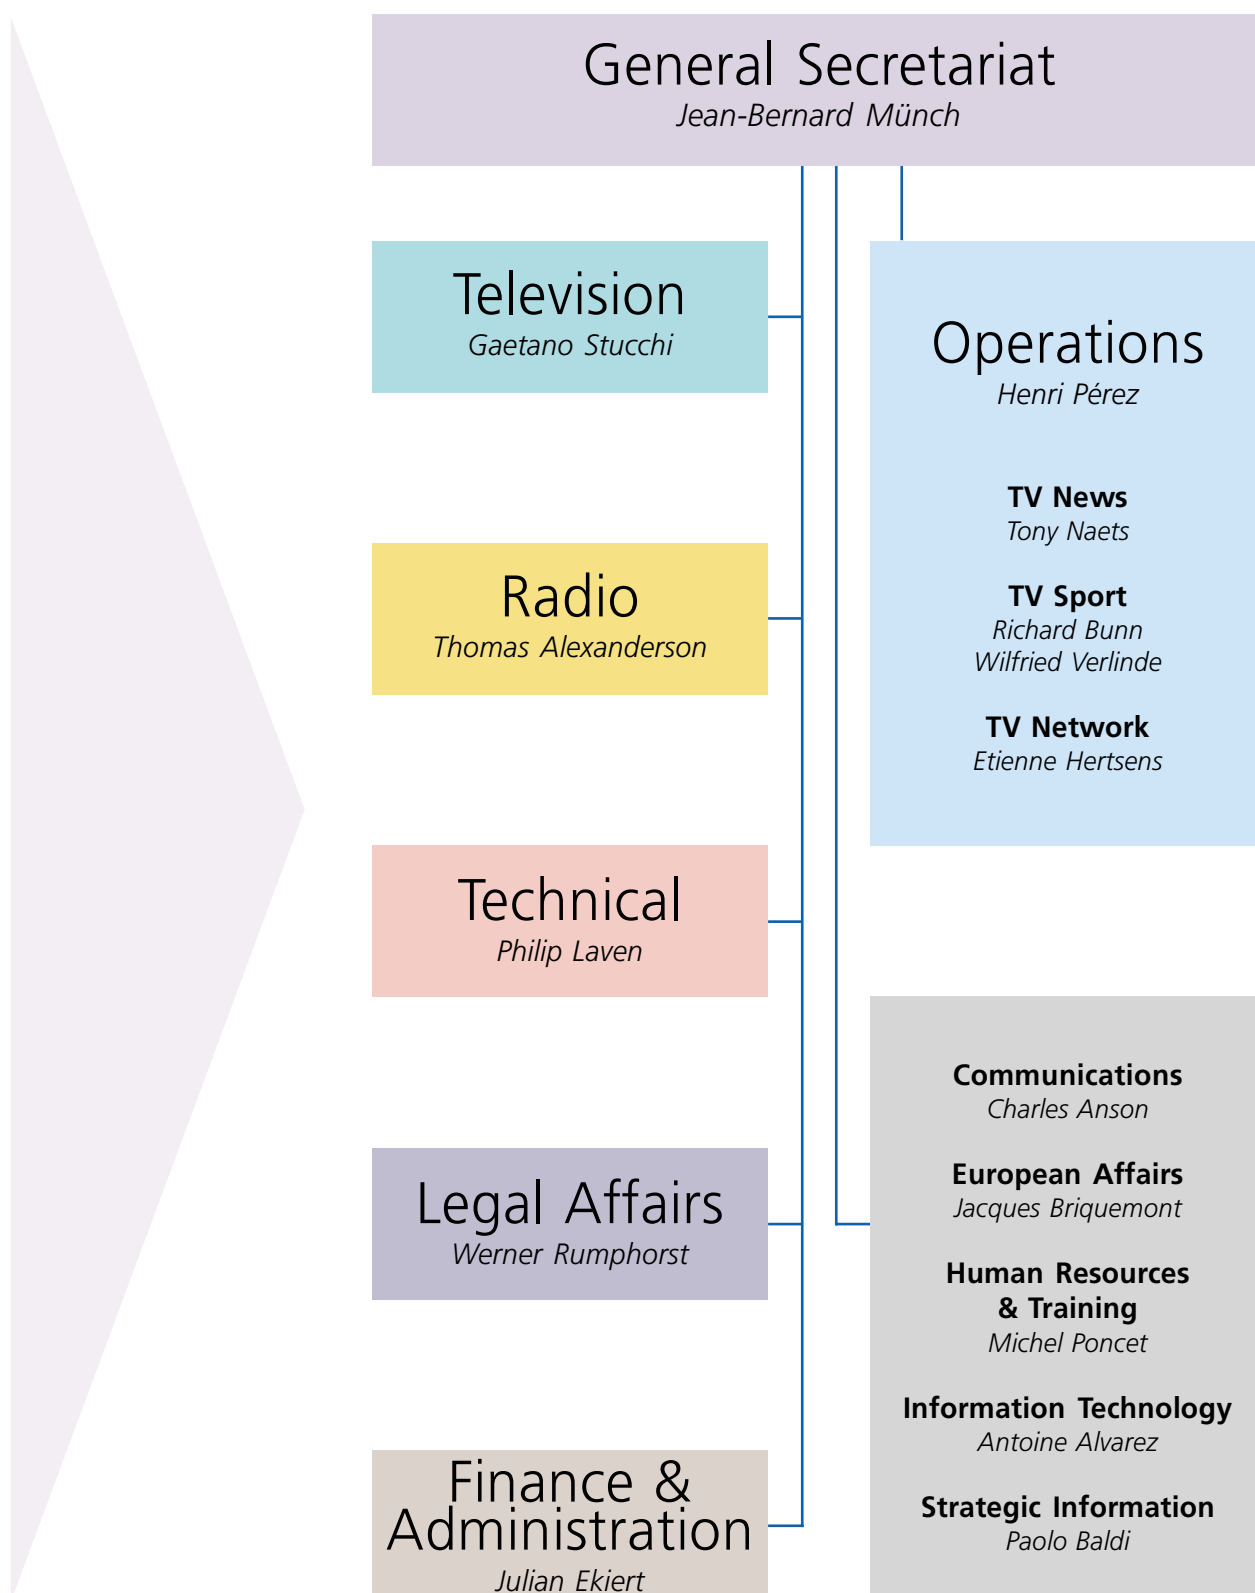 General Secretariat
Jean-Bernard Münch
Television
Gaetano Stucchi
Radio
Thomas Alexanderson
Technical
Philip Laven
Legal Affairs
Werner Rumphorst
Finance &
Administration
Julian Ekiert
Operations
Henri Pérez
TV News
Tony Naets
TV Sport
Richard Bunn
Wilfried Verlinde
TV Network
Etienne Hertsens
Communications
Charles Anson
European Affairs
Jacques Briquemont
Human Resources
& Training
Michel Poncet
Information Technology
Antoine Alvarez
Strategic Information
Paolo Baldi